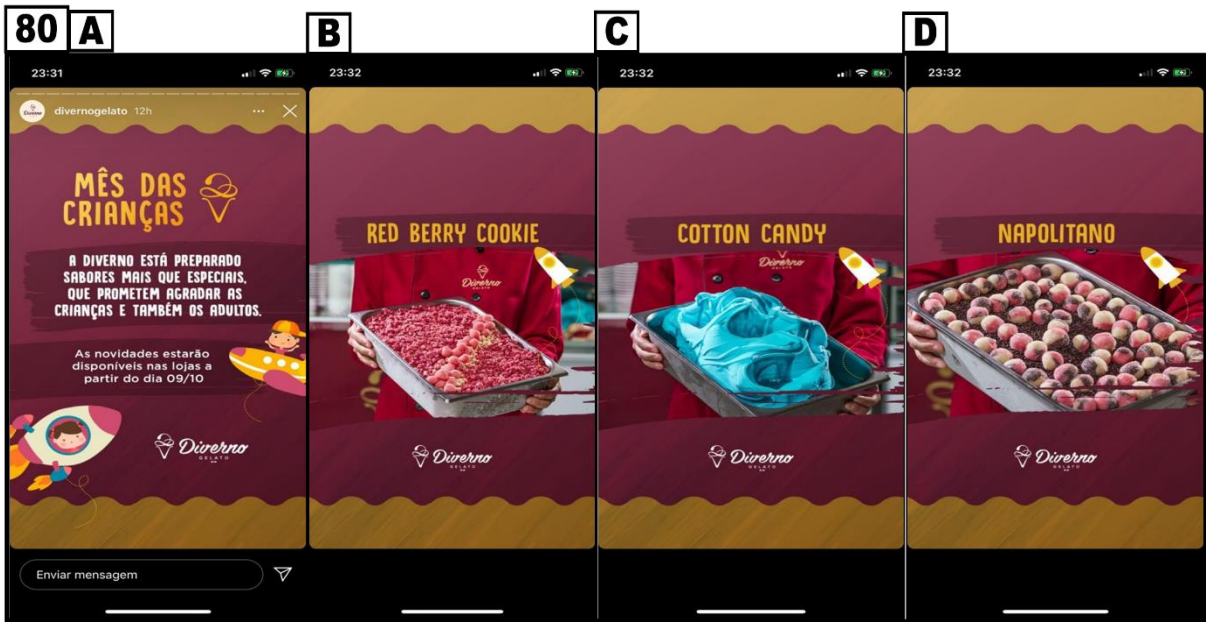 80
A
23:31
divernogelato 12h
MÊS DAS
CRIANÇAS
A DIVERNO ESTÁ PREPARADO
SABORES MAIS QUE ESPECIAIS,
QUE PROMETEM AGRADAR AS
CRIANÇAS E TAMBÉM OS ADULTOS.
As novidades estarão
disponíveis nas lojas a
partir do dia 09/10
Diverno
GELATO
Enviar mensagem
B
23:32
RED BERRY COOKIE
Diverno
Diverno
GELATO
C
23:32
COTTON CANDY
Diverno
Diverno
GELATO
D
23:32
NAPOLITANO
Diverno
GELATO